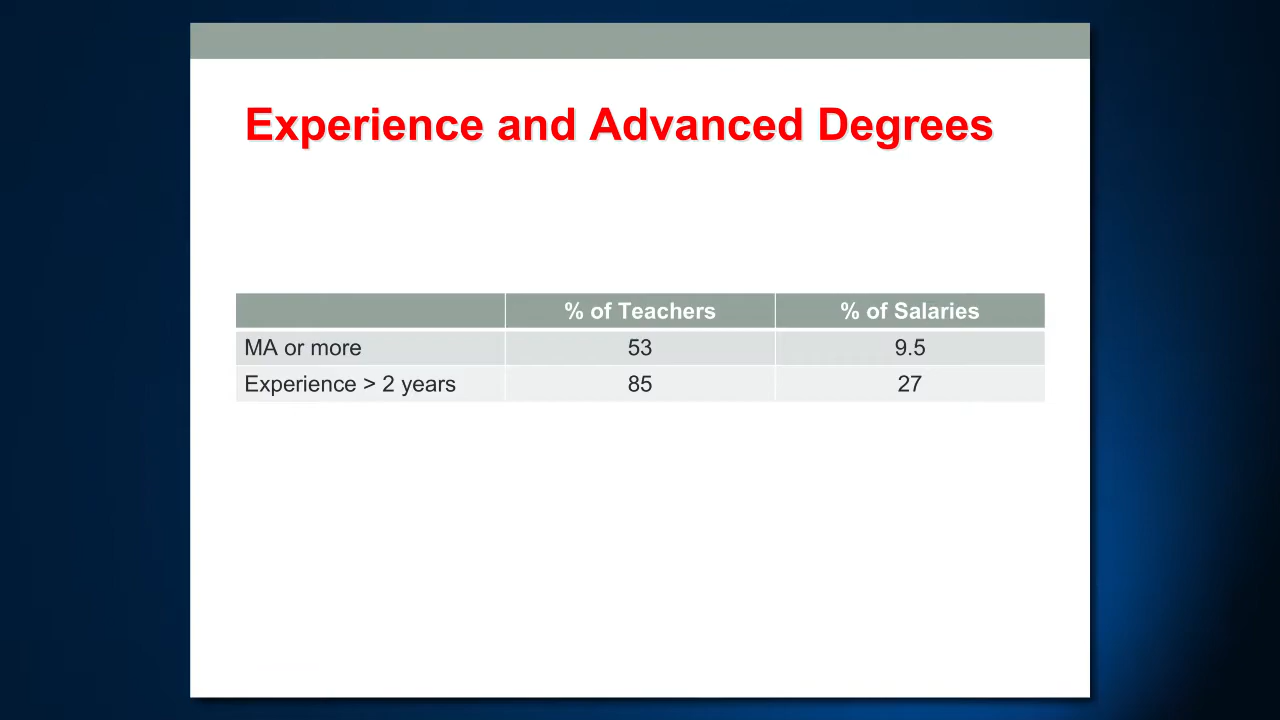 Experience and Advanced Degrees
% of Teachers % of Salaries
MA or more 53 9.5
Experience > 2 years 85 27